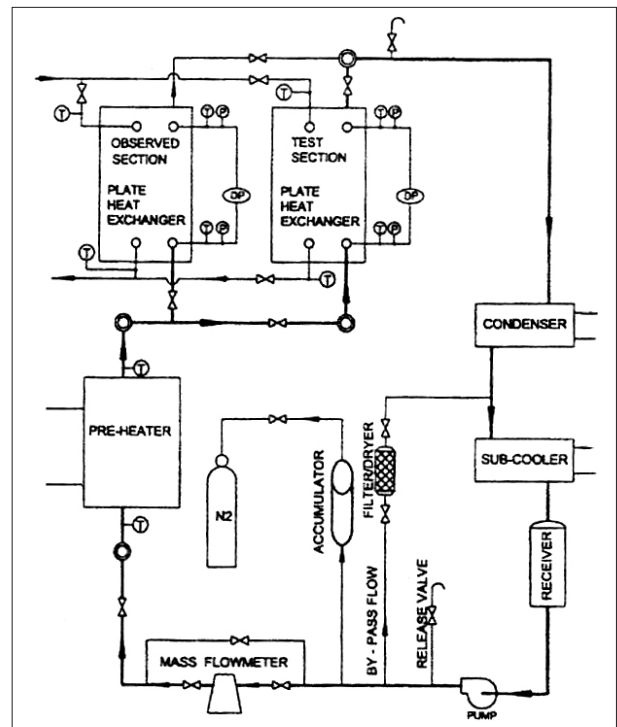 T
T
P
T
T
P
OBSERVED
SECTION
TEST
SECTION
PLATE
HEAT
EXCHANGER
DP
PLATE
HEAT
EXCHANGER
DP
T
P
T
P
T
T
CONDENSER
T
PRE-HEATER
FILTER/DRYER
SUB-COOLER
ACCUMULATOR
N2
T
RECEIVER
BY - PASS FLOW
RELEASE VALVE
MASS FLOWMETER
PUMP